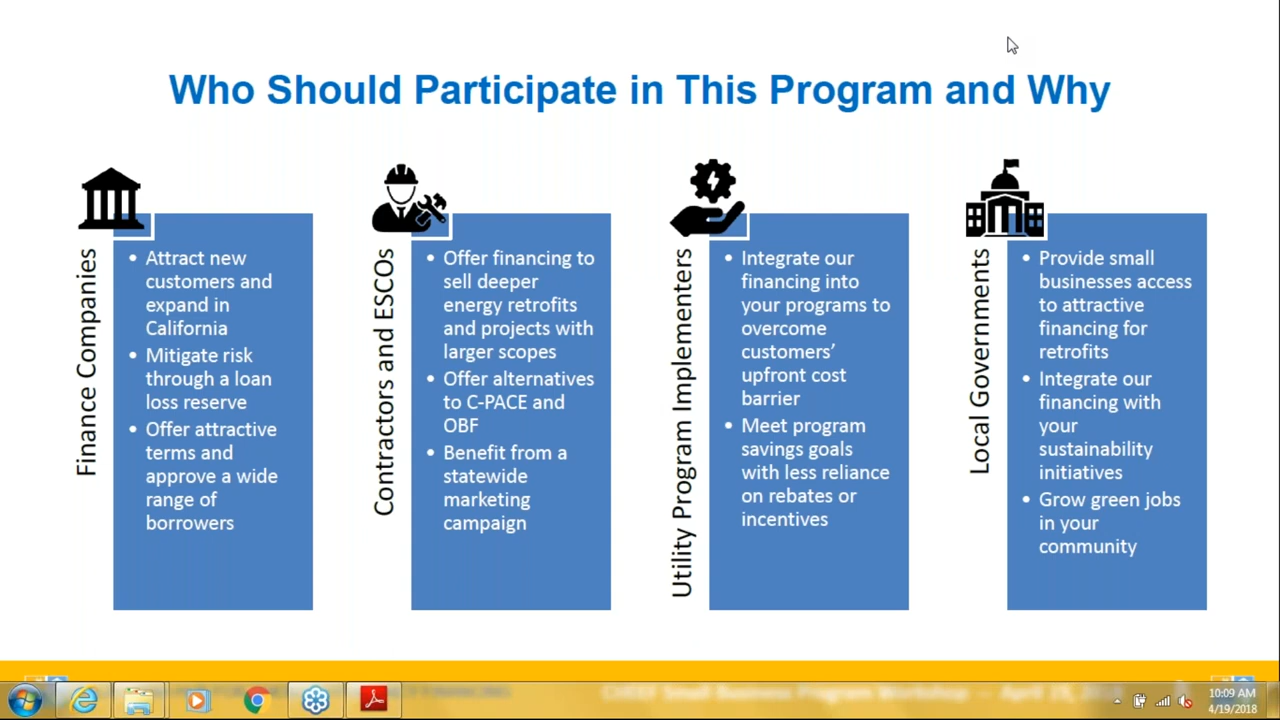 Who Should Participate in This Program and Why
Finance Companies
• Attract new
customers and
expand in
California
• Mitigate risk
through a loan
loss reserve
• Offer attractive
terms and
approve a wide
range of
borrowers
Contractors and ESCOs
• Offer financing to
sell deeper
energy retrofits
and projects with
larger scopes
• Offer alternatives
to C-PACE and
OBF
• Benefit from a
statewide
marketing
campaign
Utility Program Implementers
• Integrate our
financing into
your programs to
overcome
customers’
upfront cost
barrier
• Meet program
savings goals
with less reliance
on rebates or
incentives
Local Governments
• Provide small
businesses access
to attractive
financing for
retrofits
• Integrate our
financing with
your
sustainability
initiatives
• Grow green jobs
in your
community
10:09 AM
4/19/2018